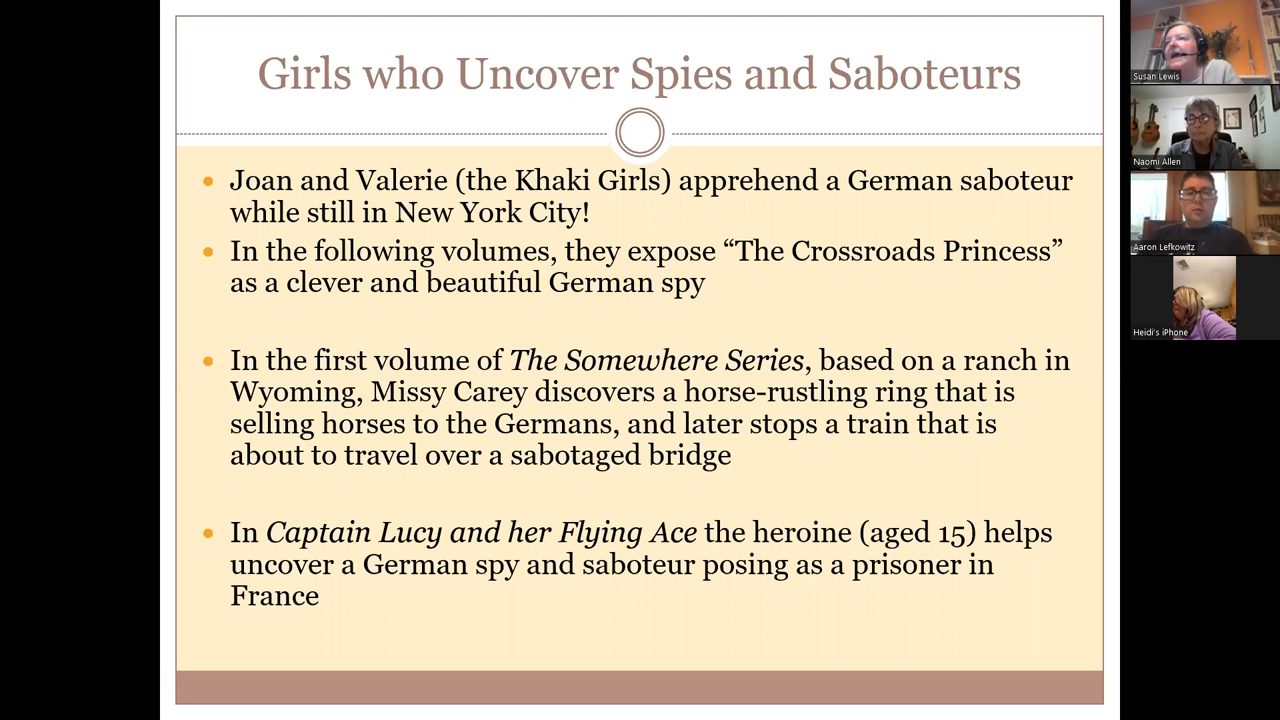 Girls who Uncover Spies and Saboteurs
• Joan and Valerie (the Khaki Girls) apprehend a German saboteur
while still in New York City!
• In the following volumes, they expose “The Crossroads Princess”
as a clever and beautiful German spy
• In the first volume of The Somewhere Series, based on a ranch in
Wyoming, Missy Carey discovers a horse-rustling ring that is
selling horses to the Germans, and later stops a train that is
about to travel over a sabotaged bridge
• In Captain Lucy and her Flying Ace the heroine (aged 15) helps
uncover a German spy and saboteur posing as a prisoner in
France
Susan Lewis
Naomi Allen
Aaron Lefkowitz
Heidi's iPhone